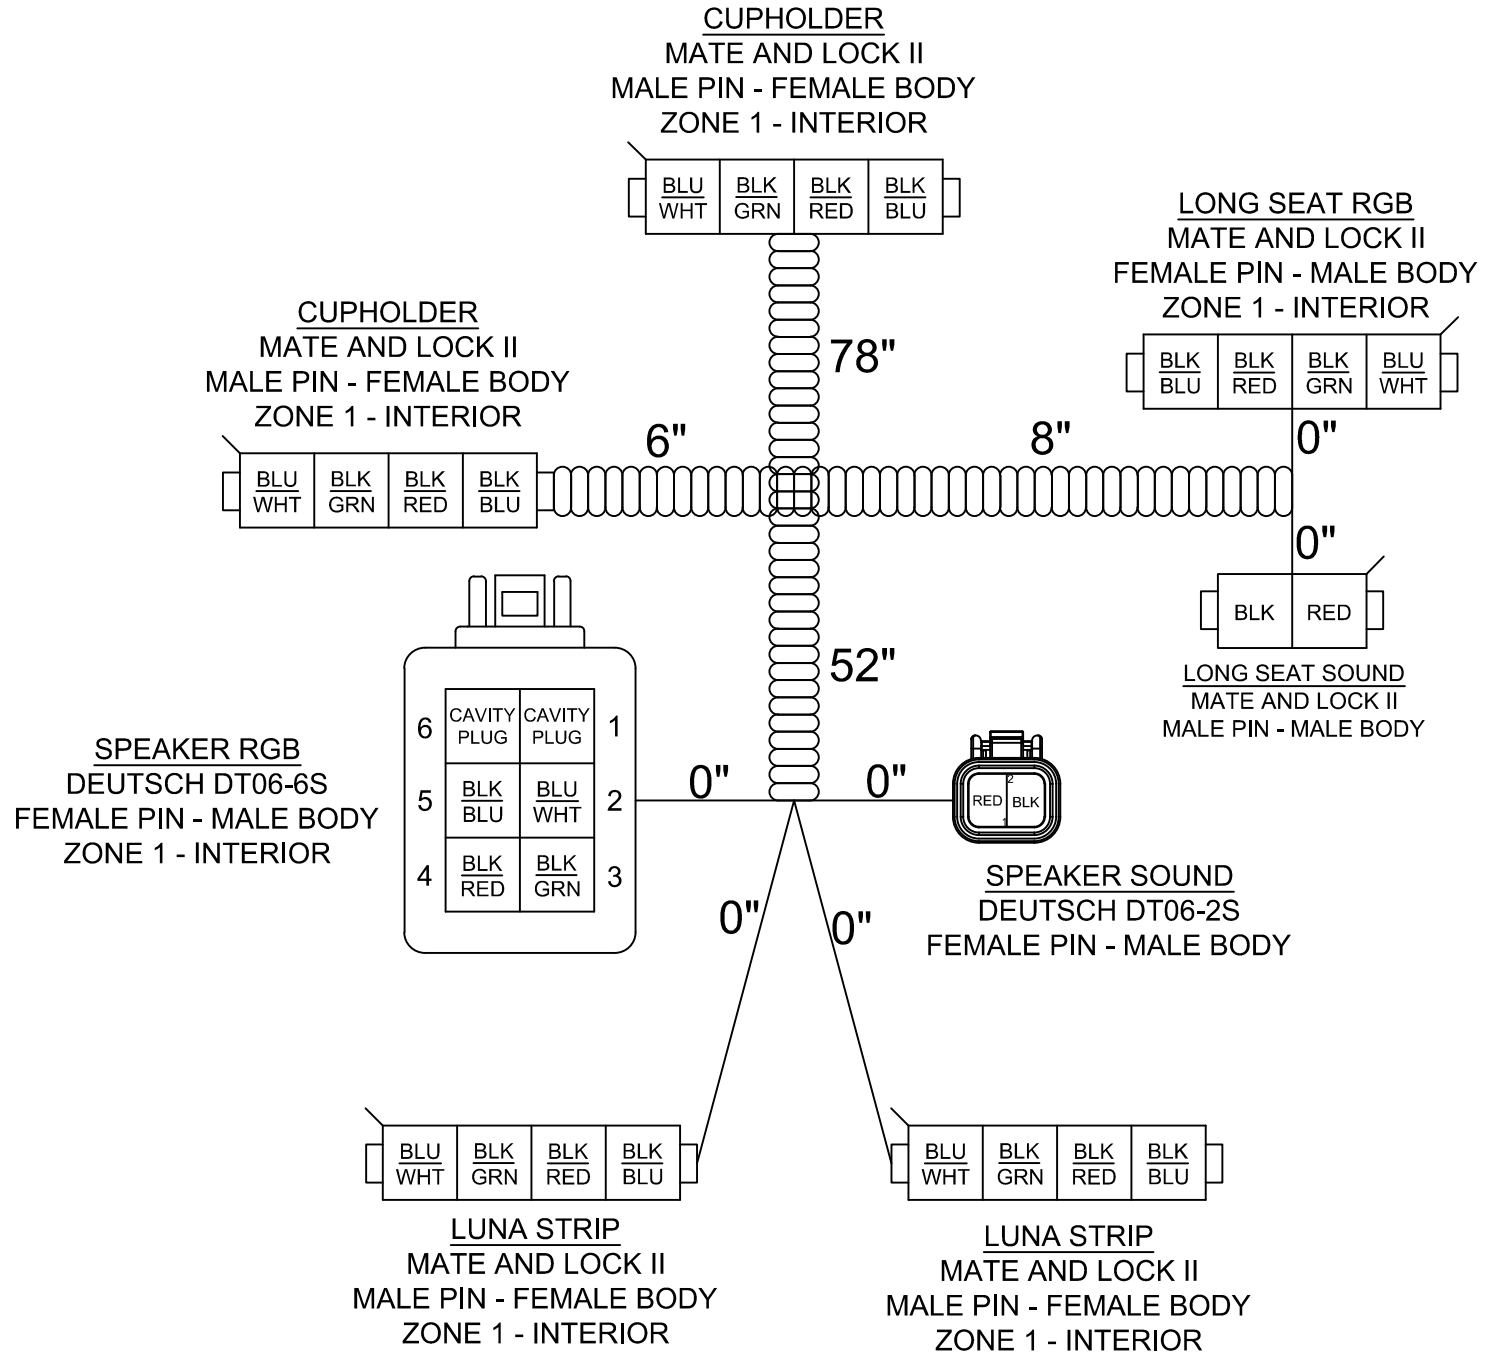 CUPHOLDER
MATE AND LOCK II
MALE PIN - FEMALE BODY
ZONE 1 - INTERIOR
BLU BLK BLK BLK
WHT GRN RED BLU
LONG SEAT RGB
MATE AND LOCK II
FEMALE PIN - MALE BODY
ZONE 1 - INTERIOR
BLK BLK BLK BLU
BLU RED GRN WHT
CUPHOLDER
MATE AND LOCK II
MALE PIN - FEMALE BODY
ZONE 1 - INTERIOR
BLU BLK BLK BLK
WHT GRN RED BLU
78"
6"
8"
0"
0"
BLK RED
LONG SEAT SOUND
MATE AND LOCK II
MALE PIN - MALE BODY
52"
SPEAKER RGB
DEUTSCH DT06-6S
FEMALE PIN - MALE BODY
ZONE 1 - INTERIOR
6 CAVITY PLUG CAVITY PLUG 1
5 BLK BLU BLU WHT 2
4 BLK RED BLK GRN 3
0"
0"
2
RED BLK
1
SPEAKER SOUND
DEUTSCH DT06-2S
FEMALE PIN - MALE BODY
0"
0"
BLU BLK BLK BLK
WHT GRN RED BLU
LUNA STRIP
MATE AND LOCK II
MALE PIN - FEMALE BODY
ZONE 1 - INTERIOR
BLU BLK BLK BLK
WHT GRN RED BLU
LUNA STRIP
MATE AND LOCK II
MALE PIN - FEMALE BODY
ZONE 1 - INTERIOR